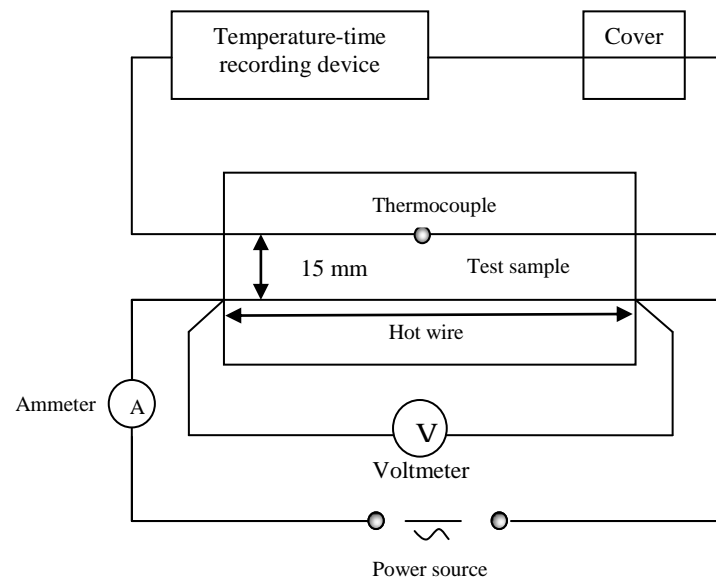 Temperature-time
recording device
Cover
Thermocouple
15 mm
Test sample
Hot wire
Ammeter
A
V
Voltmeter
Power source